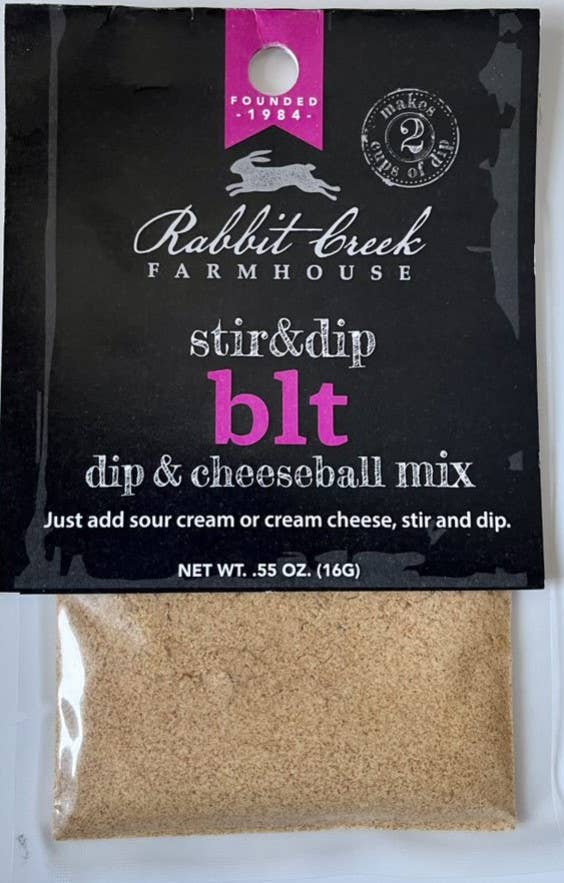 FOUNDED
-1984-
makes
2
cups of dip
Rabbit Creek
FARMHOUSE
stir&dip
blt
dip & cheeseball mix
Just add sour cream or cream cheese, stir and dip.
NET WT. .55 OZ. (16G)